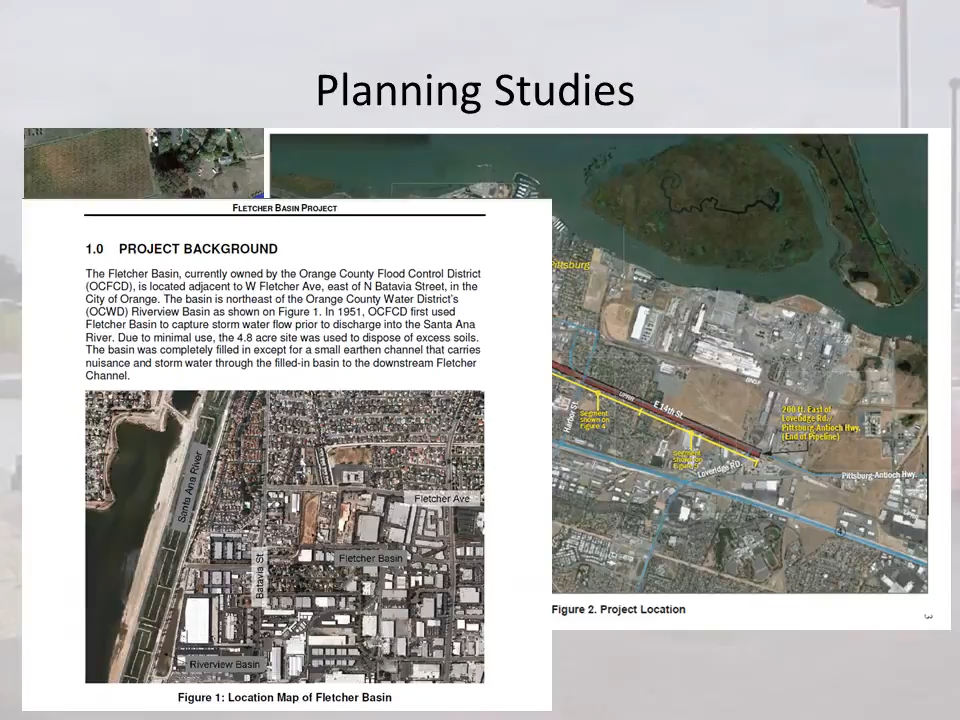 Planning Studies
FLETCHER BASIN PROJECT
1.0 PROJECT BACKGROUND
The Fletcher Basin, currently owned by the Orange County Flood Control District
(OCFCD), is located adjacent to W Fletcher Ave, east of N Batavia Street, in the
City of Orange. The basin is northeast of the Orange County Water District's
(OCWD) Riverview Basin as shown on Figure 1. In 1951, OCFCD first used
Fletcher Basin to capture storm water flow prior to discharge into the Santa Ana
River. Due to minimal use, the 4.8 acre site was used to dispose of excess soils.
The basin was completely filled in except for a small earthen channel that carries
nuisance and storm water through the filled-in basin to the downstream Fletcher
Channel.
Santa Ana River
Fletcher Ave
Fletcher Basin
Batavia St
Riverview Basin
Figure 1: Location Map of Fletcher Basin
Pittsburg
BNSF
UPRR
E 14th St
Harbor St.
Segment
Shown on
Figure 4
200 ft. East of
Loveridge Rd.,
Pittsburg-Antioch Hwy.
(End of Pipeline)
Segment
Shown on
Loveridge RD.
Pittsburg-Antioch Hwy.
4
Figure 2. Project Location
3